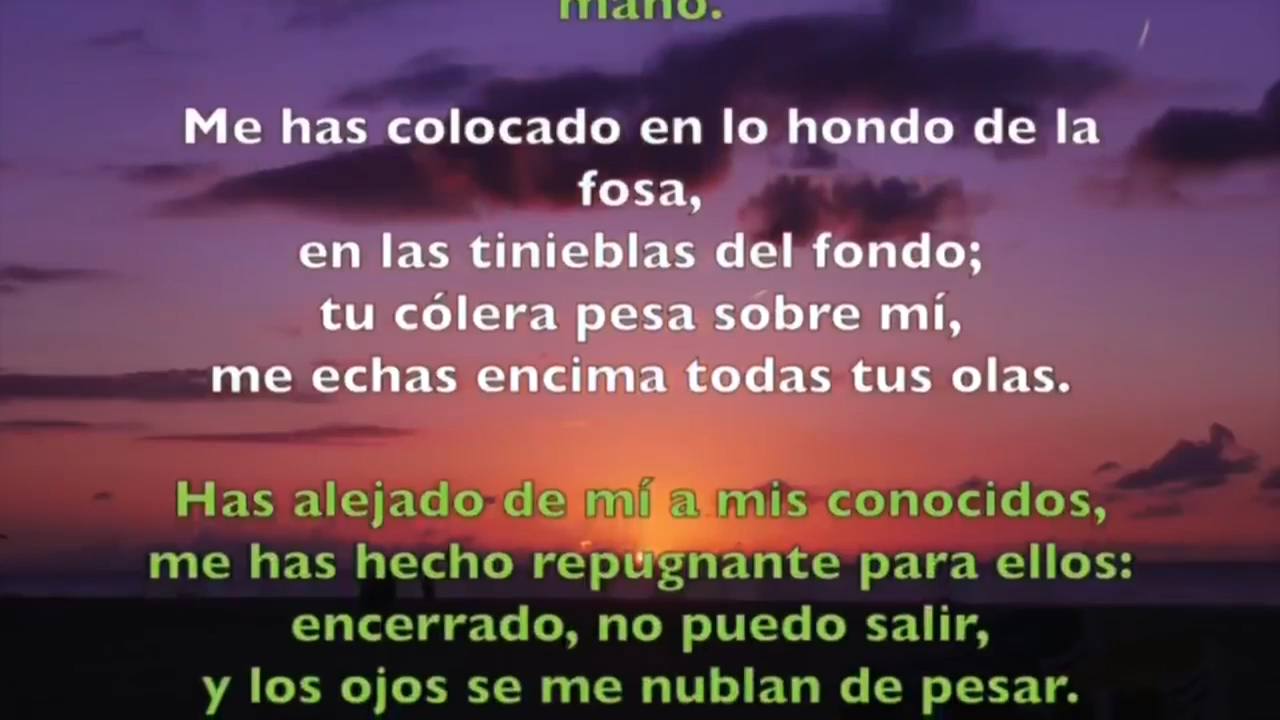 mano.
Me has colocado en lo hondo de la
fosa,
en las tinieblas del fondo;
tu cólera pesa sobre mí,
me echas encima todas tus olas.
Has alejado de mí a mis conocidos,
me has hecho repugnante para ellos:
encerrado, no puedo salir,
y los ojos se me nublan de pesar.